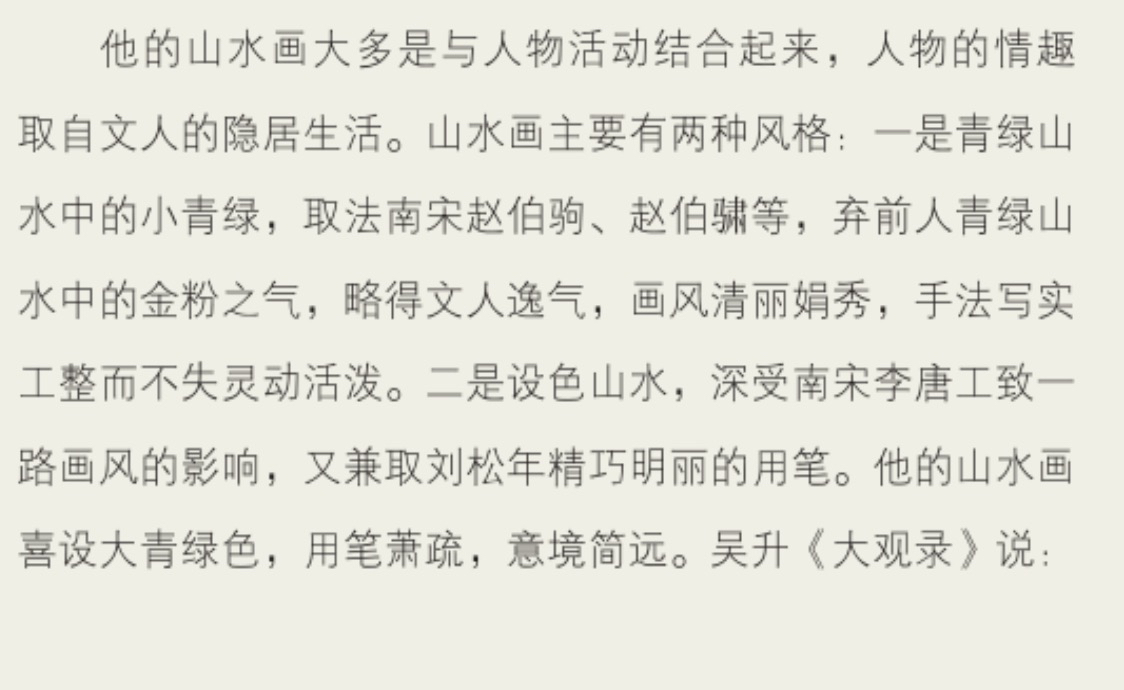 他的山水画大多是与人物活动结合起来，人物的情趣
取自文人的隐居生活。山水画主要有两种风格：一是青绿山
水中的小青绿，取法南宋赵伯驹、赵伯骕等，弃前人青绿山
水中的金粉之气，略得文人逸气，画风清丽娟秀，手法写实
工整而不失灵动活泼。二是设色山水，深受南宋李唐工致一
路画风的影响，又兼取刘松年精巧明丽的用笔。他的山水画
喜设大青绿色，用笔萧疏，意境简远。吴升《大观录》说：